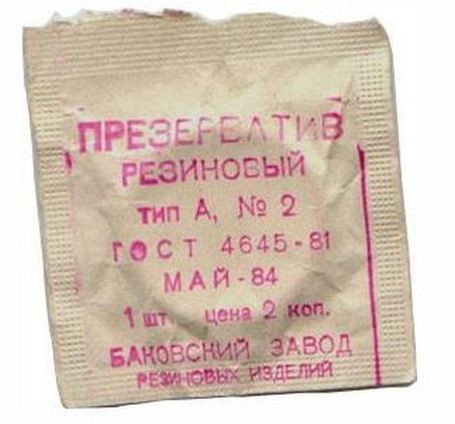 ПРЕЗЕРВАТИВ
РЕЗИНОВЫЙ
ТИП А, № 2
ГОСТ 4645-81
МАЙ-84
1 шт. цена 2 коп.
БАКОВСКИЙ ЗАВОД
РЕЗИНОВЫХ ИЗДЕЛИЙ